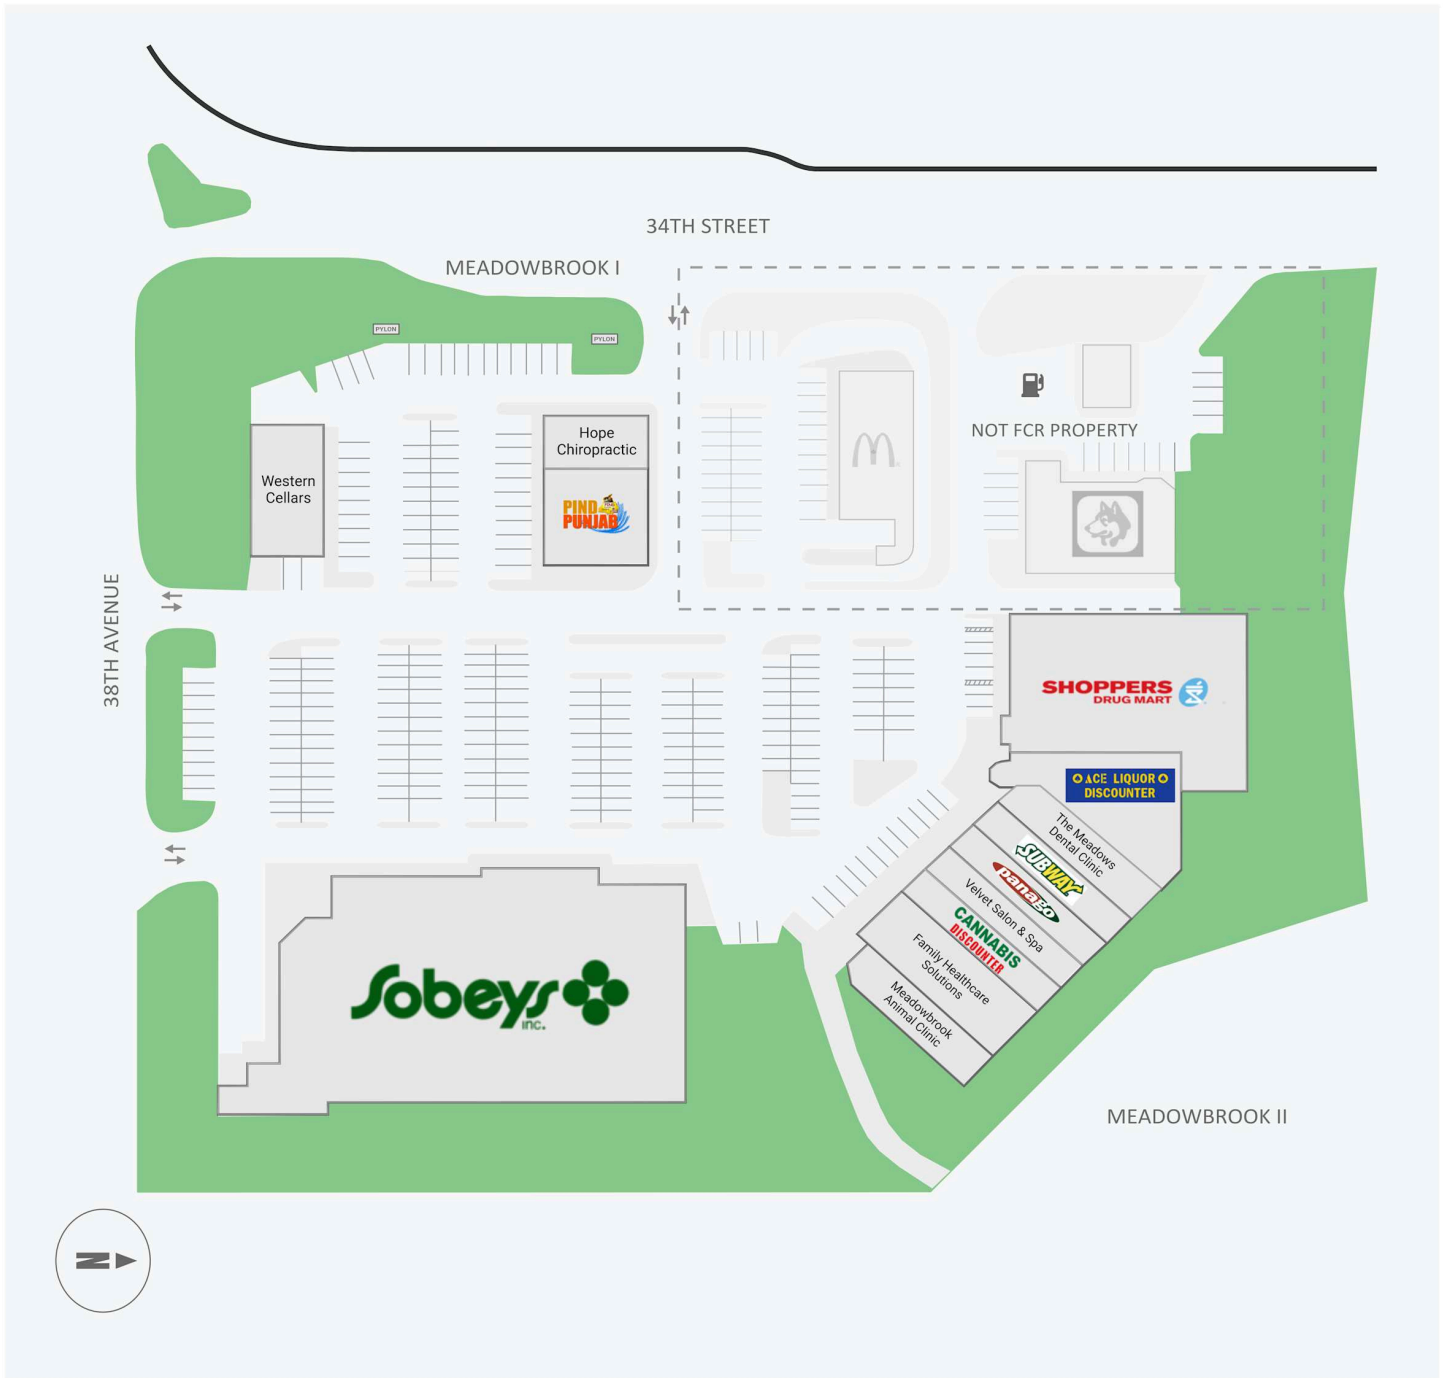 34TH STREET
MEADOWBROOK I
PYLON
PYLON
NOT FCR PROPERTY
Hope
Chiropractic
Western
Cellars
PIND
PUNJAB
38TH AVENUE
SHOPPERS
DRUG MART
ACE LIQUOR
DISCOUNTER
The Meadows
Dental Clinic
SUBWAY
panago
Velvet Salon & Spa
CANNABIS
DISCOUNTER
Family Healthcare
Solutions
Meadowbrook
Animal Clinic
Sobeys
INC.
MEADOWBROOK II
N